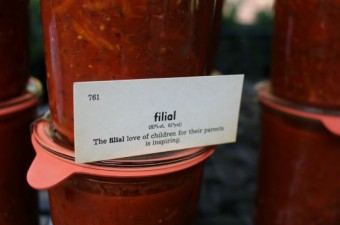 761
filial
The filial love of children for their parents
is inspiring.